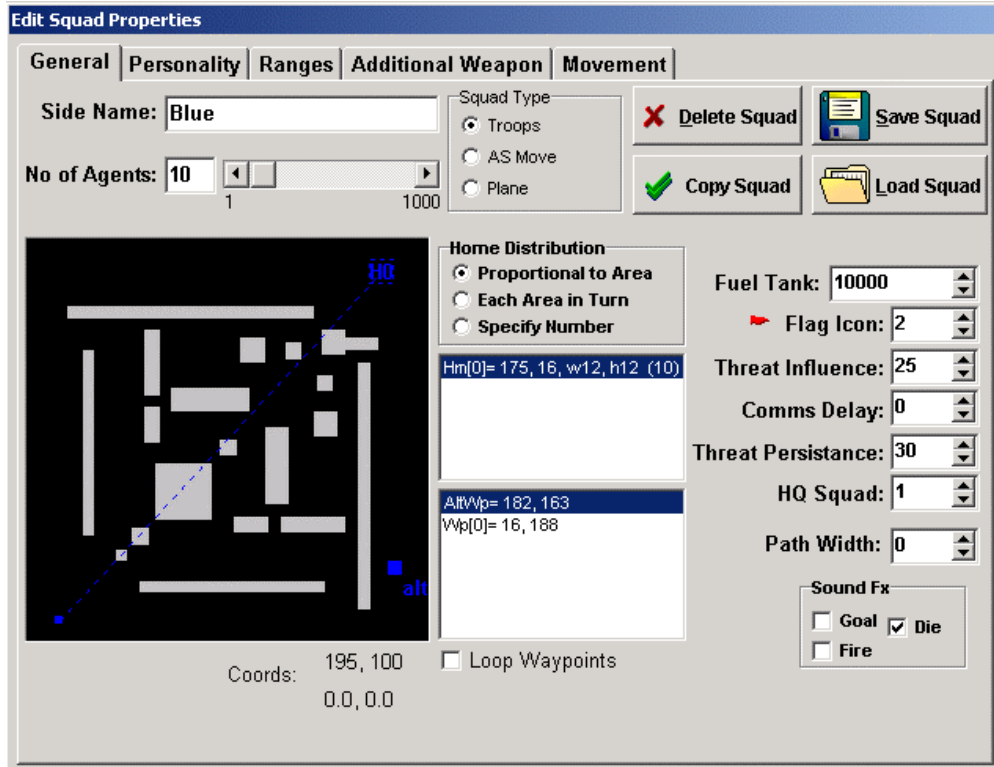 Edit Squad Properties
General Personality Ranges Additional Weapon Movement
Side Name: Blue
No of Agents: 10
1 1000
Squad Type
Troops
AS Move
Plane
Delete Squad
Save Squad
Copy Squad
Load Squad
HQ
alt
Coords: 195, 100
0.0, 0.0
Home Distribution
Proportional to Area
Each Area in Turn
Specify Number
Hm[0]= 175, 16, w12, h12 (10)
AltWp= 182, 163
Wp[0]= 16, 188
Loop Waypoints
Fuel Tank: 10000
Flag Icon: 2
Threat Influence: 25
Comms Delay: 0
Threat Persistance: 30
HQ Squad: 1
Path Width: 0
Sound Fx
Goal
Die
Fire